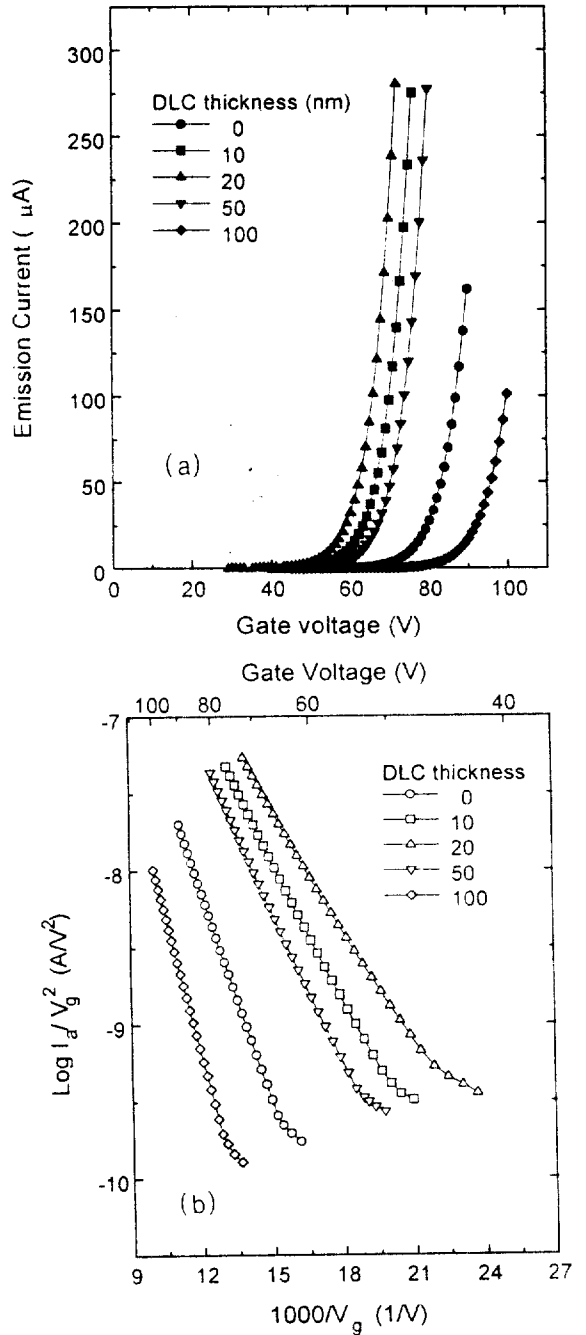 300
250
200
150
100
50
0
Emission Current ( μA)
DLC thickness (nm)
0
10
20
50
100
(a)
0 20 40 60 80 100
Gate voltage (V)
Gate Voltage (V)
100 80 60 40
-7
-8
-9
-10
Log I_a/V_g^2 (A/V^2)
DLC thickness
0
10
20
50
100
(b)
9 12 15 18 21 24 27
1000/V_g (1/V)